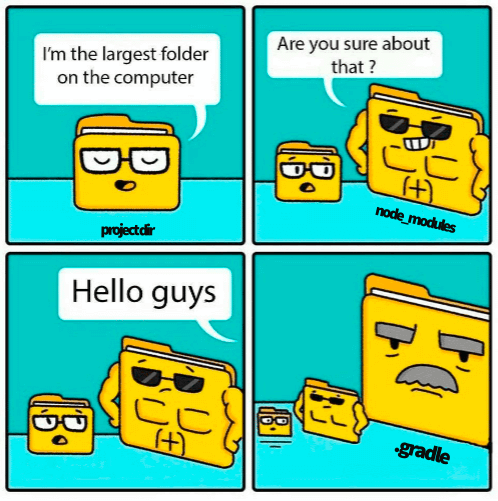 I'm the largest folder
on the computer
projectdir
Are you sure about
that ?
node_modules
Hello guys
.gradle